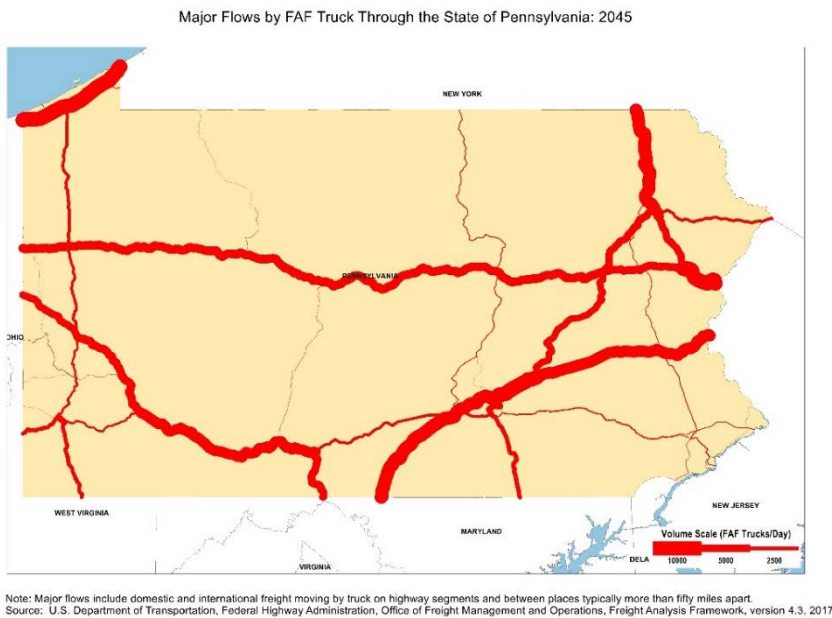 Major Flows by FAF Truck Through the State of Pennsylvania: 2045
NEW YORK
PENNSYLVANIA
OHIO
WEST VIRGINIA
MARYLAND
VIRGINIA
NEW JERSEY
DELA
Volume Scale (FAF Trucks/Day)
10000 5000 2500
Note: Major flows include domestic and international freight moving by truck on highway segments and between places typically more than fifty miles apart.
Source: U.S. Department of Transportation, Federal Highway Administration, Office of Freight Management and Operations, Freight Analysis Framework, version 4.3, 2017